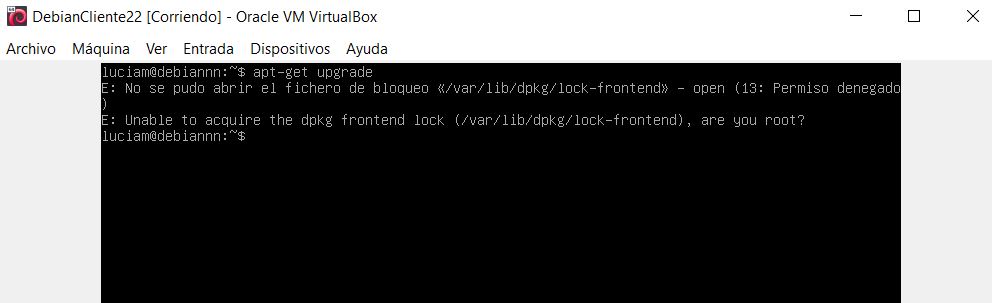 DebianCliente22 [Corriendo] - Oracle VM VirtualBox
Archivo Máquina Ver Entrada Dispositivos Ayuda
luciam@debiannn:~$ apt-get upgrade
E: No se pudo abrir el fichero de bloqueo «/var/lib/dpkg/lock-frontend» - open (13: Permiso denegado
)
E: Unable to acquire the dpkg frontend lock (/var/lib/dpkg/lock-frontend), are you root?
luciam@debiannn:~$